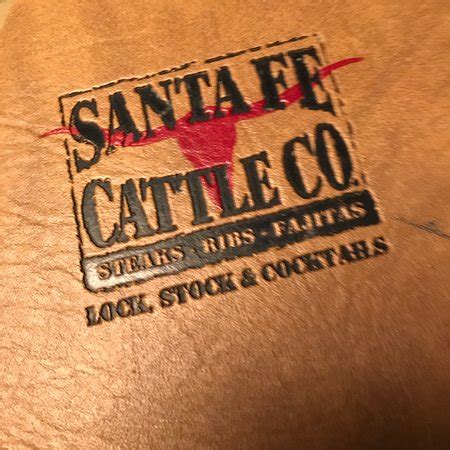 SANTA FE
CATTLE CO.
STEAKS · RIBS · FAJITAS
LOCK, STOCK & COCKTAILS